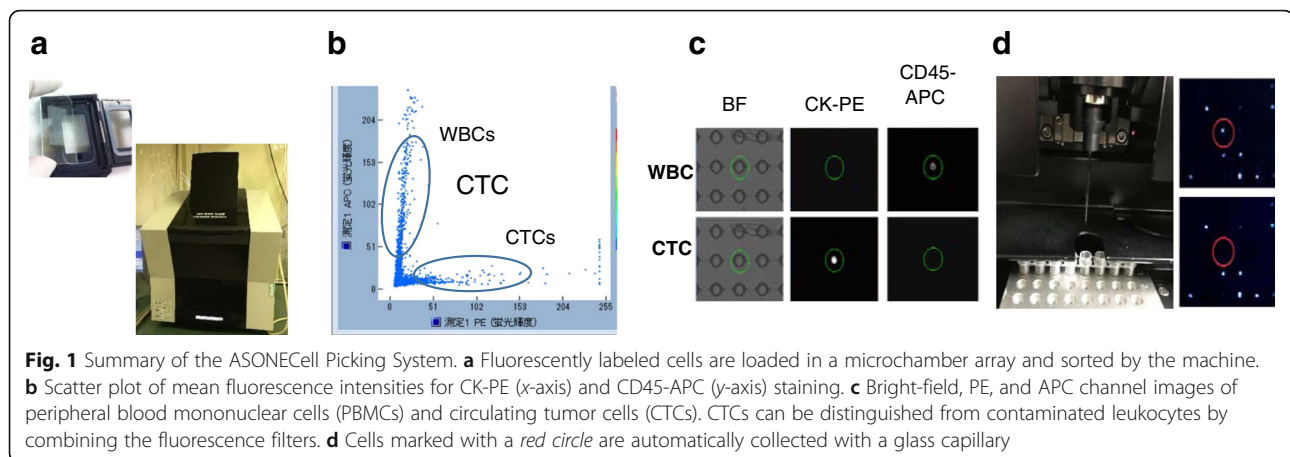 a
b
c
d
204
153
102
51
0
測定1 APC (蛍光輝度)
WBCs
CTC
CTCs
0 51 102 153 204 255
測定1 PE (蛍光輝度)
CD45-
APC
BF CK-PE
WBC
CTC
Fig. 1 Summary of the ASONECell Picking System. a Fluorescently labeled cells are loaded in a microchamber array and sorted by the machine.
b Scatter plot of mean fluorescence intensities for CK-PE (x-axis) and CD45-APC (y-axis) staining. c Bright-field, PE, and APC channel images of
peripheral blood mononuclear cells (PBMCs) and circulating tumor cells (CTCs). CTCs can be distinguished from contaminated leukocytes by
combining the fluorescence filters. d Cells marked with a red circle are automatically collected with a glass capillary